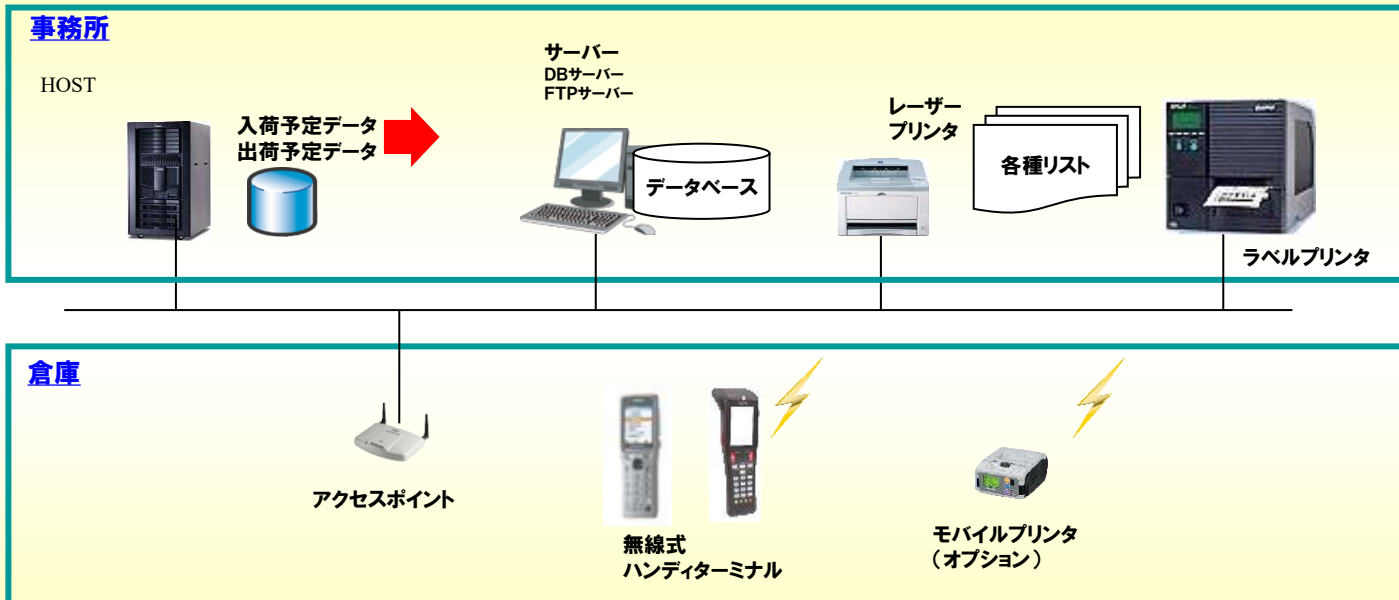 事務所
HOST
入荷予定データ
出荷予定データ
サーバー
DBサーバー
FTPサーバー
データベース
レーザー
プリンタ
各種リスト
ラベルプリンタ
倉庫
アクセスポイント
無線式
ハンディターミナル
モバイルプリンタ
（オプション）